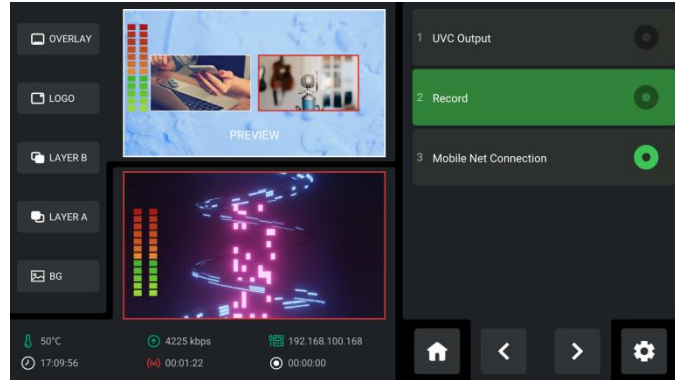 OVERLAY
LOGO
LAYER B
LAYER A
BG
PREVIEW
1 UVC Output
2 Record
3 Mobile Net Connection
50°C
4225 kbps
192.168.100.168
17:09:56
00:01:22
00:00:00